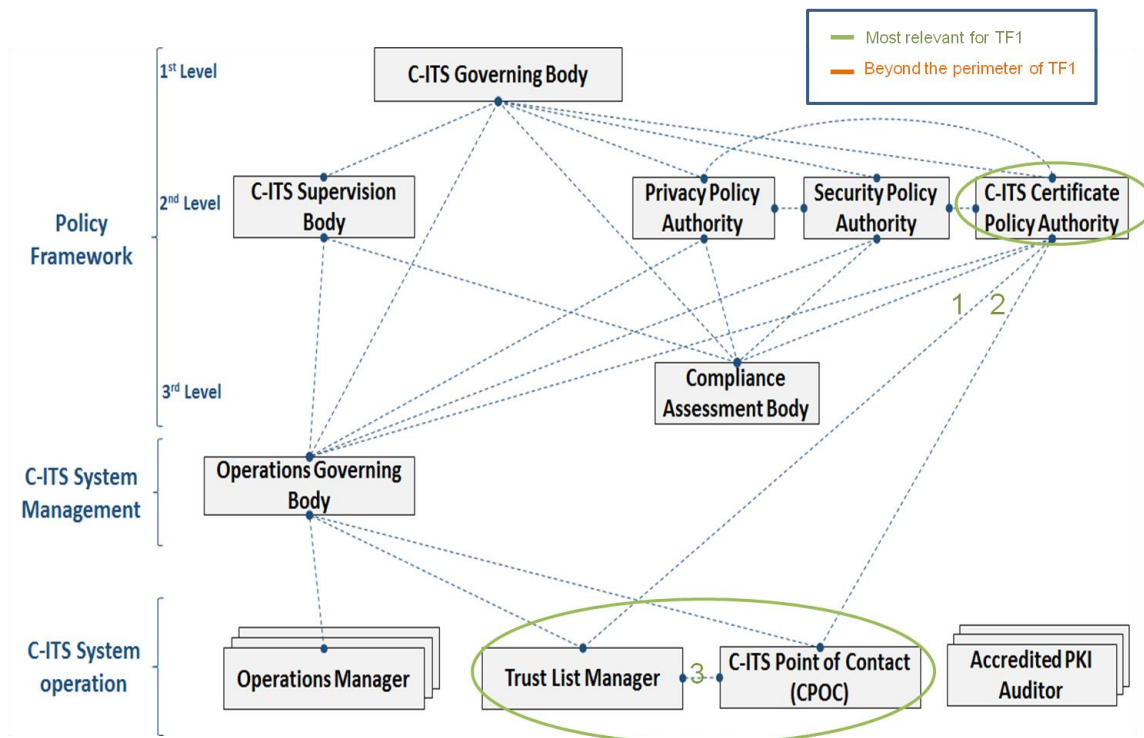 Most relevant for TF1
Beyond the perimeter of TF1
1st Level
C-ITS Governing Body
Policy
Framework
2nd Level
C-ITS Supervision
Body
Privacy Policy
Authority
Security Policy
Authority
C-ITS Certificate
Policy Authority
1
2
3rd Level
Compliance
Assessment Body
C-ITS System
Management
Operations Governing
Body
C-ITS System
operation
Operations Manager
Trust List Manager
3
C-ITS Point of Contact
(CPOC)
Accredited PKI
Auditor